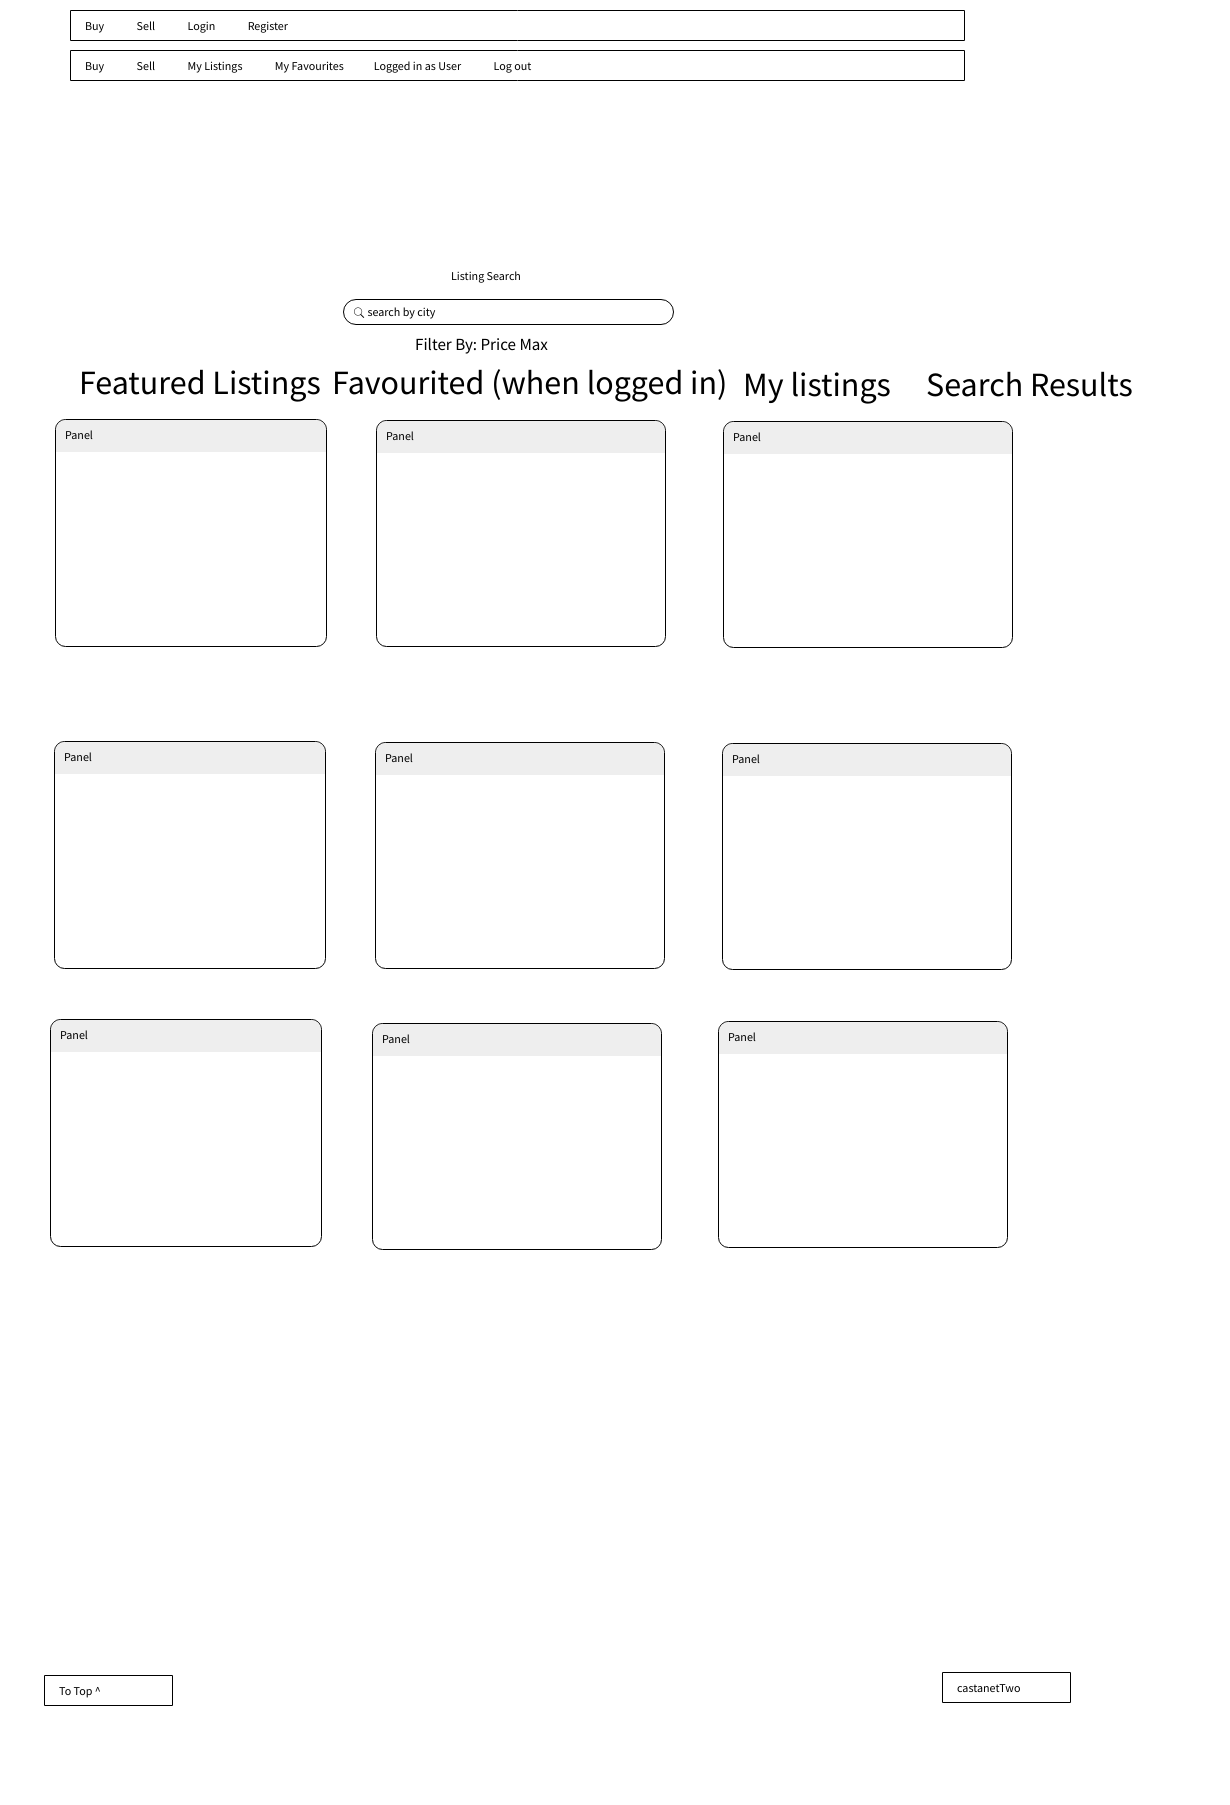 Buy Sell Login Register
Buy Sell My Listings My Favourites Logged in as User Log out
Listing Search
search by city
Filter By: Price Max
Featured Listings Favourited (when logged in) My listings Search Results
Panel Panel Panel
Panel Panel Panel
Panel Panel Panel
To Top ^ castanetTwo